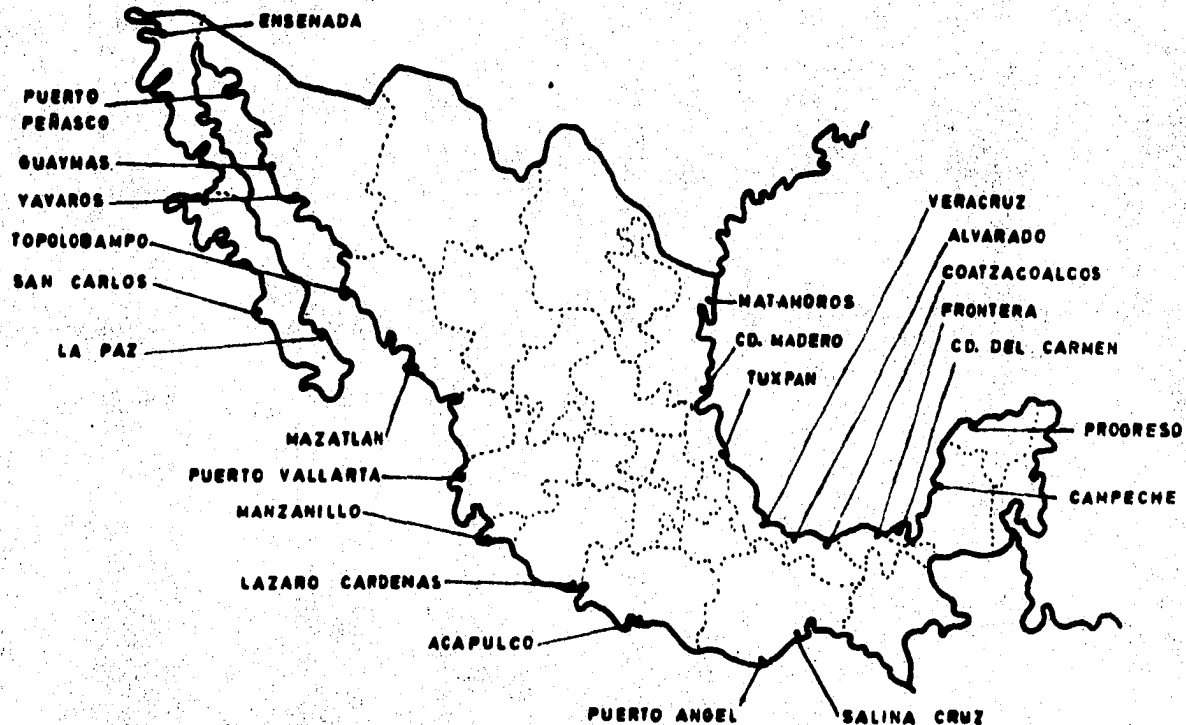 ENSENADA
PUERTO
PEÑASCO
GUAYMAS
YAVAROS
TOPOLOBAMPO
SAN CARLOS
LA PAZ
MAZATLAN
PUERTO VALLARTA
MANZANILLO
LAZARO CARDENAS
ACAPULCO
PUERTO ANGEL
SALINA CRUZ
VERACRUZ
ALVARADO
COATZACOALCOS
FRONTERA
CD. DEL CARMEN
MATAMOROS
CD. MADERO
TUXPAN
PROGRESO
CAMPECHE